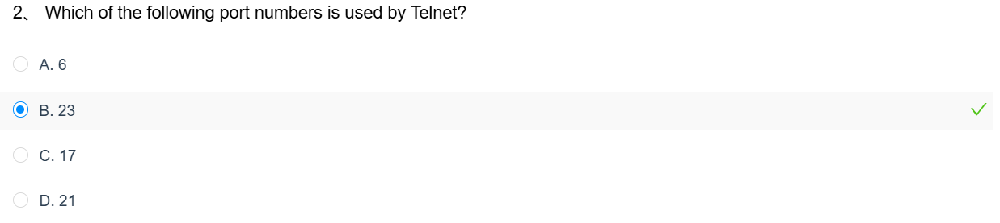 2、 Which of the following port numbers is used by Telnet?
A. 6
B. 23
C. 17
D. 21